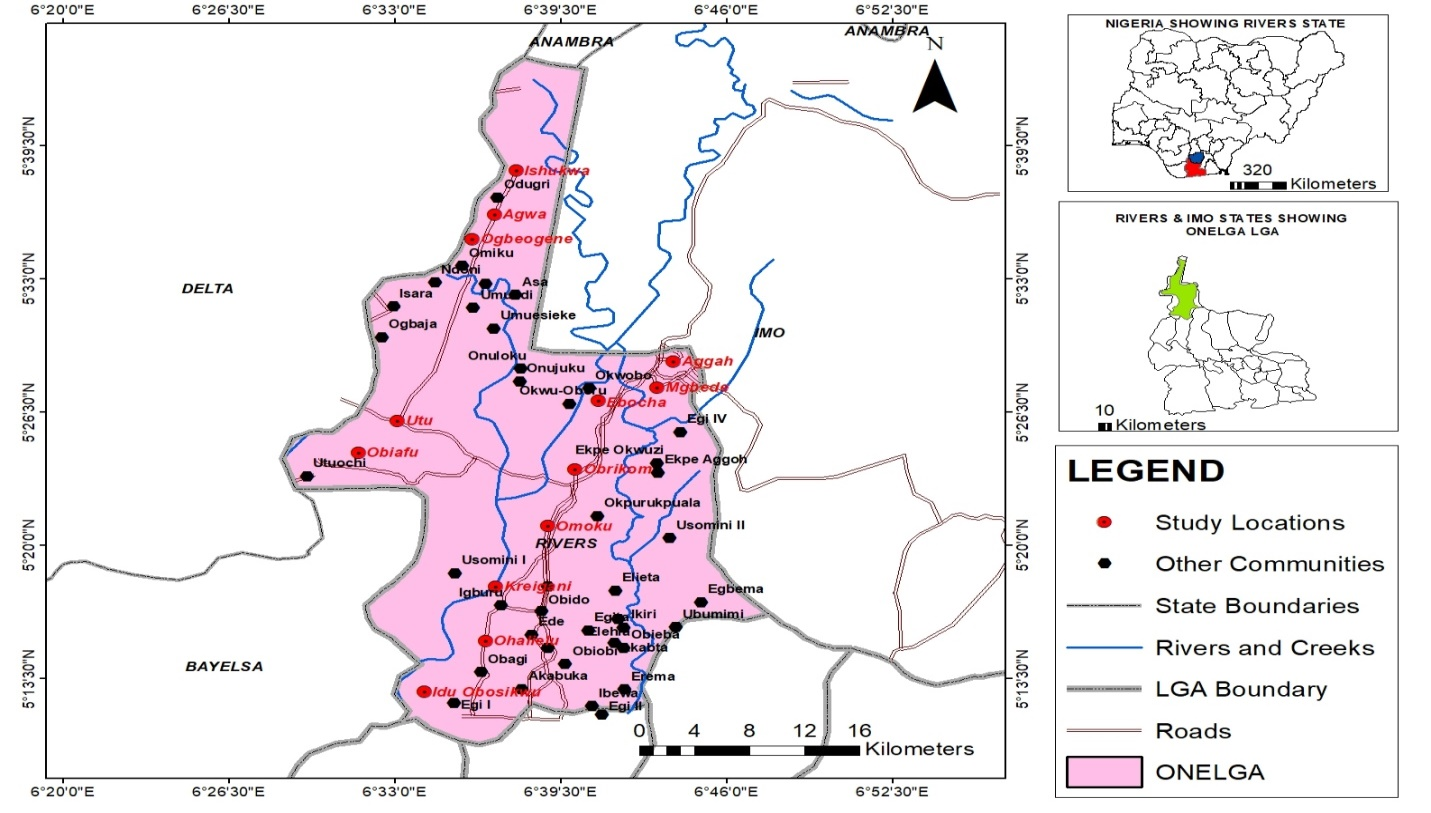 6°20'0"E 6°26'30"E 6°33'0"E 6°39'30"E 6°46'0"E 6°52'30"E
ANAMBRA
ANAMBRA
N
5°39'30"N
5°39'30"N
Ishukwa
Odugri
Agwa
Ogbeogene
Omiku
Ndoni
5°33'0"N
5°33'0"N
DELTA
Asa
Isara
Ogbaja
Umuesieke
IMO
Onuloku
Onujuku
Okwobo
Aggah
Mgbede
Ebocha
5°26'30"N
5°26'30"N
Utu
Egi IV
Obiafu
Utuochi
Ekpe Okwuzi
Ekpe Aggoh
Obrikom
Okpurukpuala
Omoku
Usomini II
5°20'0"N
5°20'0"N
RIVERS
Usomini I
Elieta
Kreigani
Igburu
Obido
Egbema
Ubumimi
Ede
Ikiri
Obieba
Obiobi
BAYELSA
Obagi
Akabuka
Erema
5°13'30"N
5°13'30"N
Idu Obosikwu
Ibewa
Egi I
Egi II
0 4 8 12 16
Kilometers
6°20'0"E 6°26'30"E 6°33'0"E 6°39'30"E 6°46'0"E 6°52'30"E
NIGERIA SHOWING RIVERS STATE
320
Kilometers
RIVERS & IMO STATES SHOWING
ONELGA LGA
10
Kilometers
LEGEND
Study Locations
Other Communities
State Boundaries
Rivers and Creeks
LGA Boundary
Roads
ONELGA